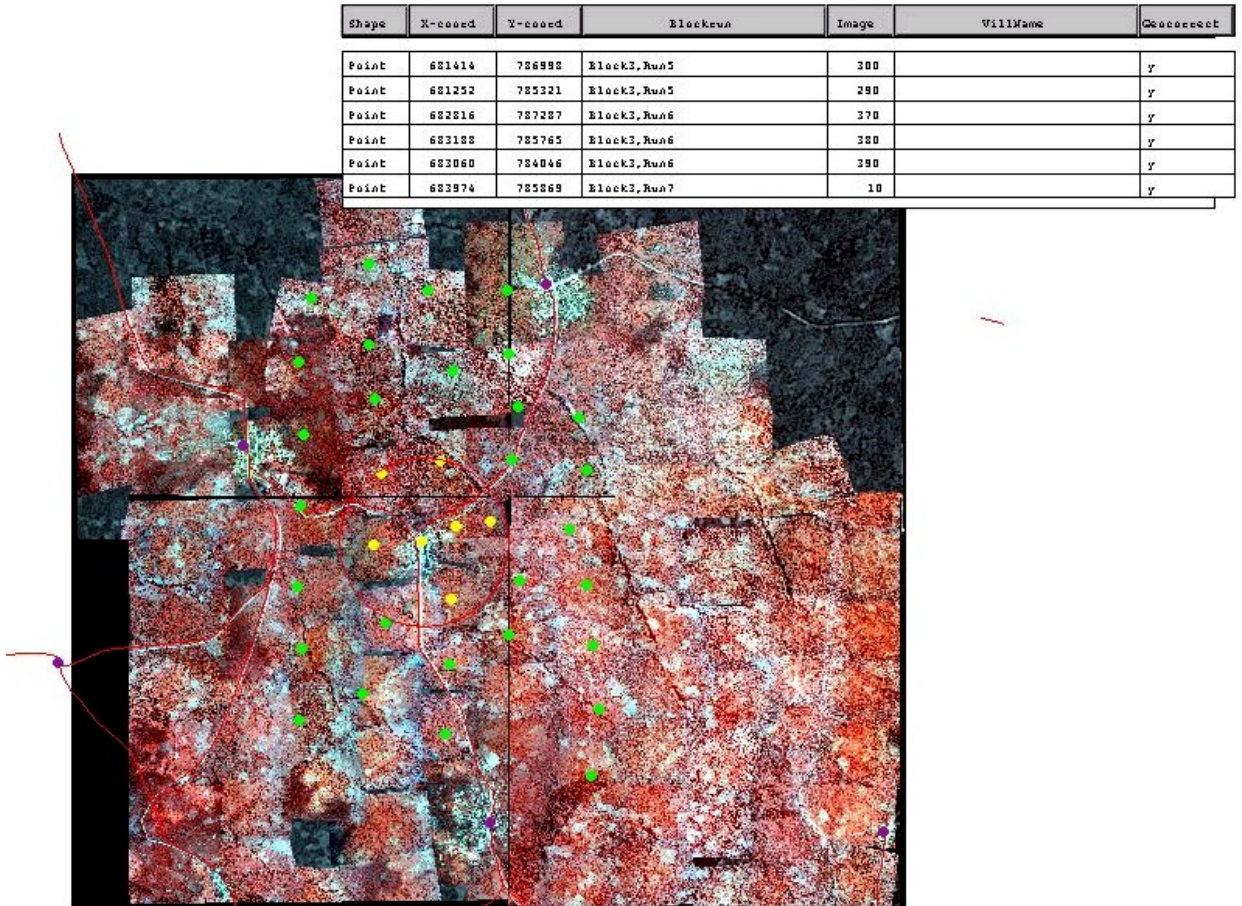 Shape X-coord Y-coord Blockrun Image VillName Geocorrect
Point 681414 786998 Block3,Run5 300 y
Point 681252 785321 Block3,Run5 290 y
Point 682816 787287 Block3,Run6 370 y
Point 683188 785765 Block3,Run6 380 y
Point 683060 784046 Block3,Run6 390 y
Point 683974 785869 Block3,Run7 10 y